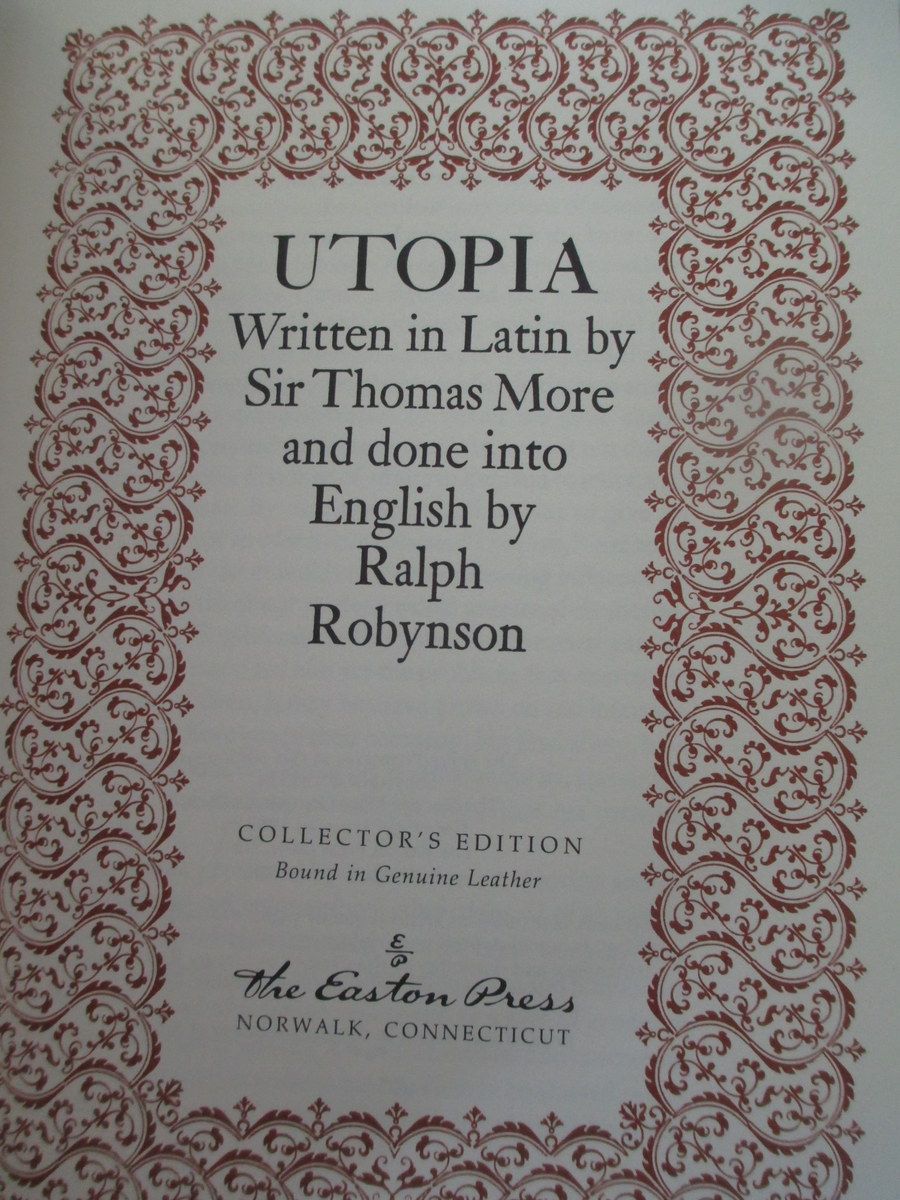 UTOPIA
Written in Latin by
Sir Thomas More
and done into
English by
Ralph
Robynson
COLLECTOR'S EDITION
Bound in Genuine Leather
E
P
The Easton Press
NORWALK, CONNECTICUT